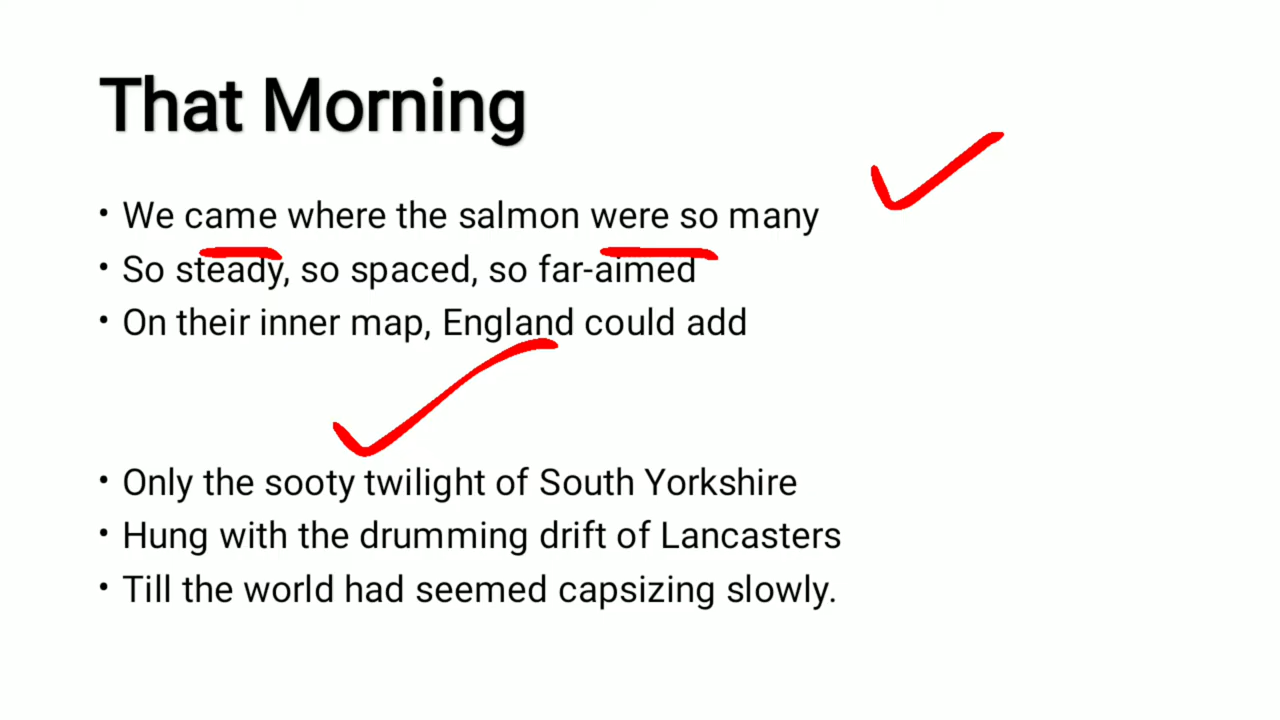 That Morning
• We came where the salmon were so many
• So steady, so spaced, so far-aimed
• On their inner map, England could add
• Only the sooty twilight of South Yorkshire
• Hung with the drumming drift of Lancasters
• Till the world had seemed capsizing slowly.